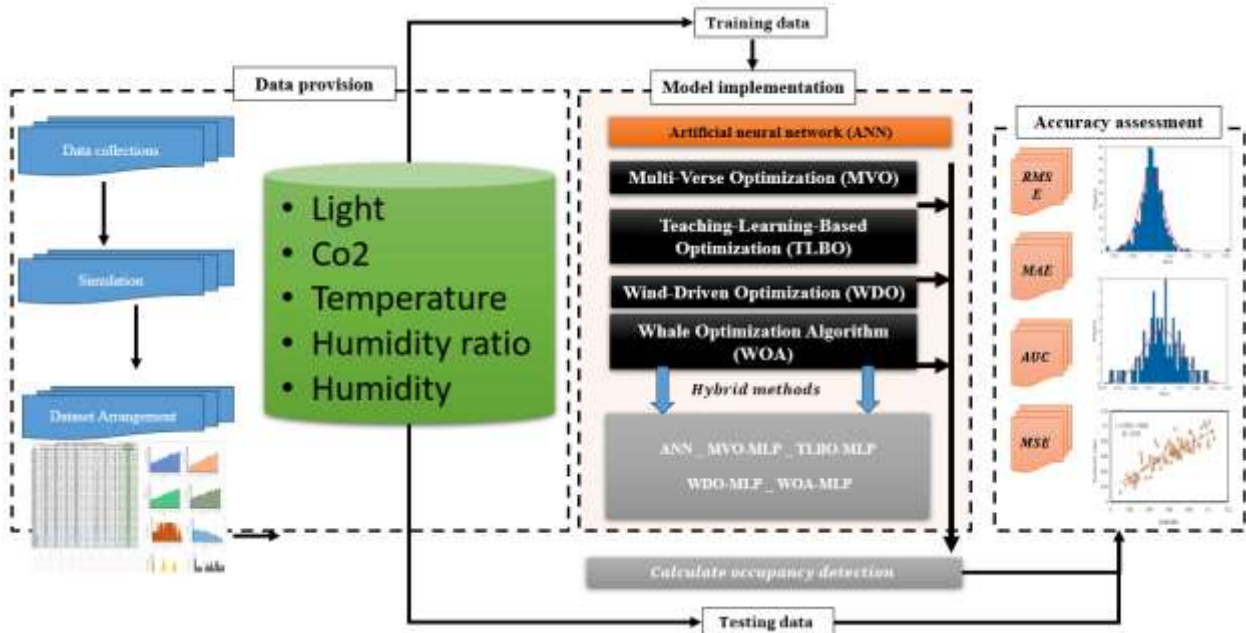 Training data
Data provision
Model implementation
Accuracy assessment
Data collections
Simulation
Dataset Arrangement
• Light
• Co2
• Temperature
• Humidity ratio
• Humidity
Artificial neural network (ANN)
Multi-Verse Optimization (MVO)
Teaching-Learning-Based
Optimization (TLBO)
Wind-Driven Optimization (WDO)
Whale Optimization Algorithm
(WOA)
Hybrid methods
ANN _ MVO-MLP _ TLBO-MLP
WDO-MLP _ WOA-MLP
Calculate occupancy detection
RMS
E
MAE
AUC
MSE
Testing data